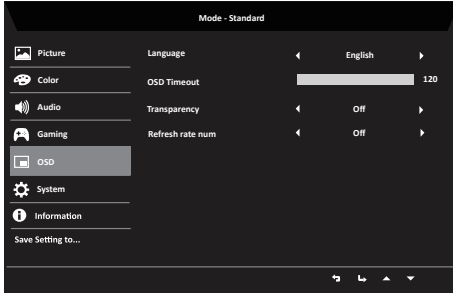 Mode - Standard
Picture
Color
Audio
Gaming
OSD
System
Information
Save Setting to...
Language English
OSD Timeout 120
Transparency Off
Refresh rate num Off